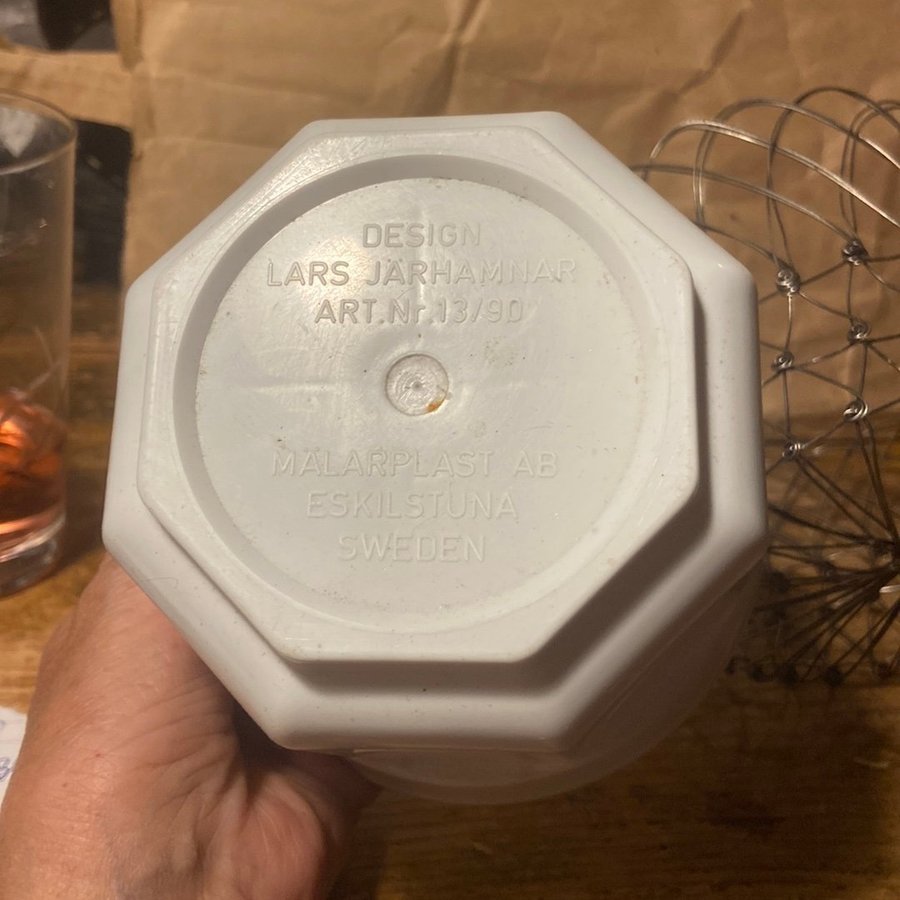 DESIGN
LARS JÄRHAMNAR
ART.Nr.13/90
MÄLARPLAST AB
ESKILSTUNA
SWEDEN